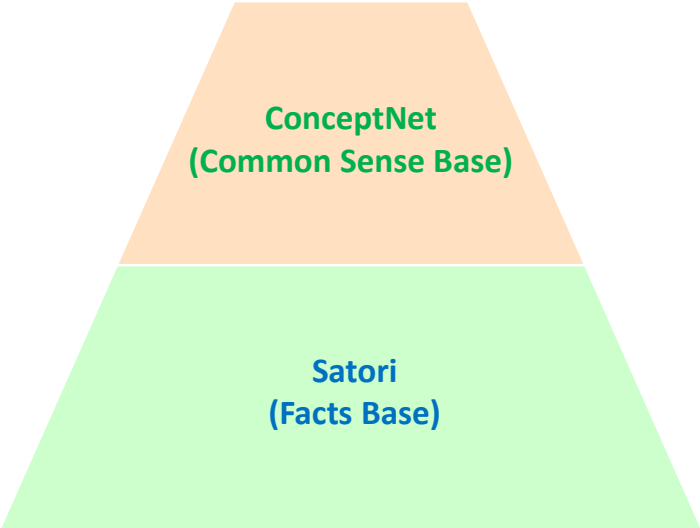 ConceptNet
(Common Sense Base)
Satori
(Facts Base)